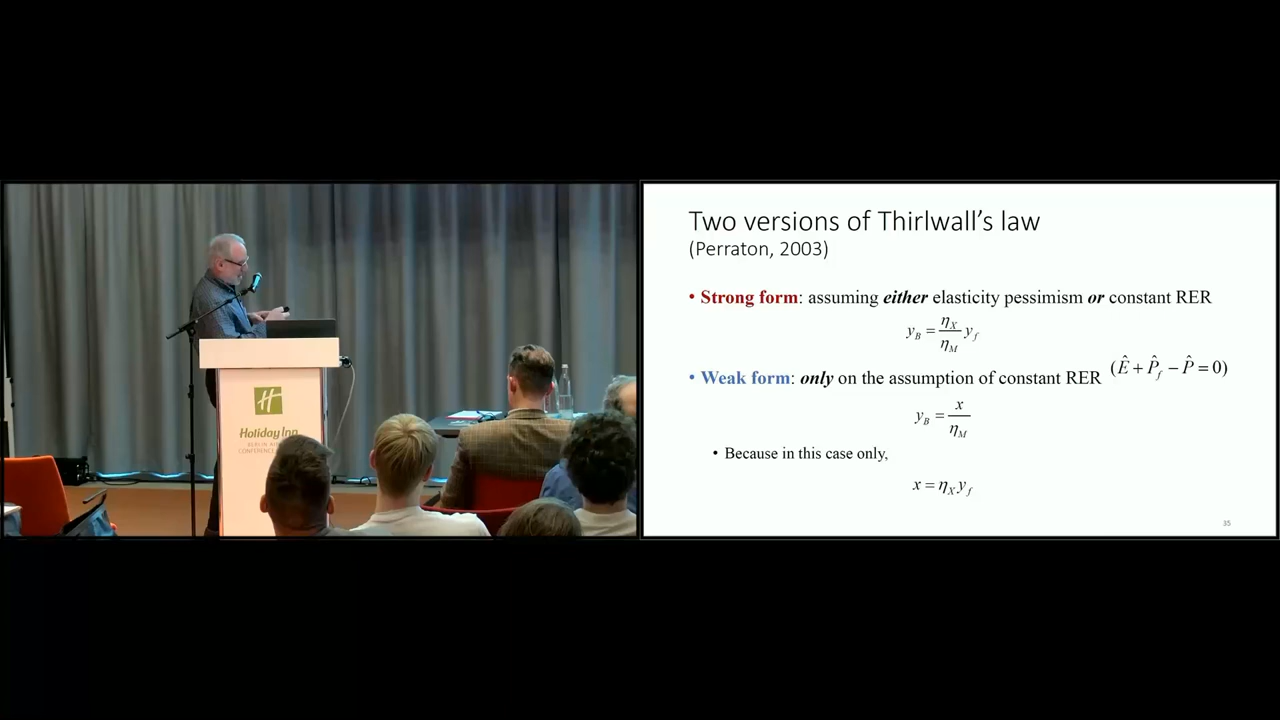 Holiday Inn
Two versions of Thirlwall's law
(Perraton, 2003)
• Strong form: assuming either elasticity pessimism or constant RER
y_B = η_X / η_M y_f
• Weak form: only on the assumption of constant RER (Ê + P̂_f − P̂ = 0)
y_B = x / η_M
• Because in this case only,
x = η_X y_f
35